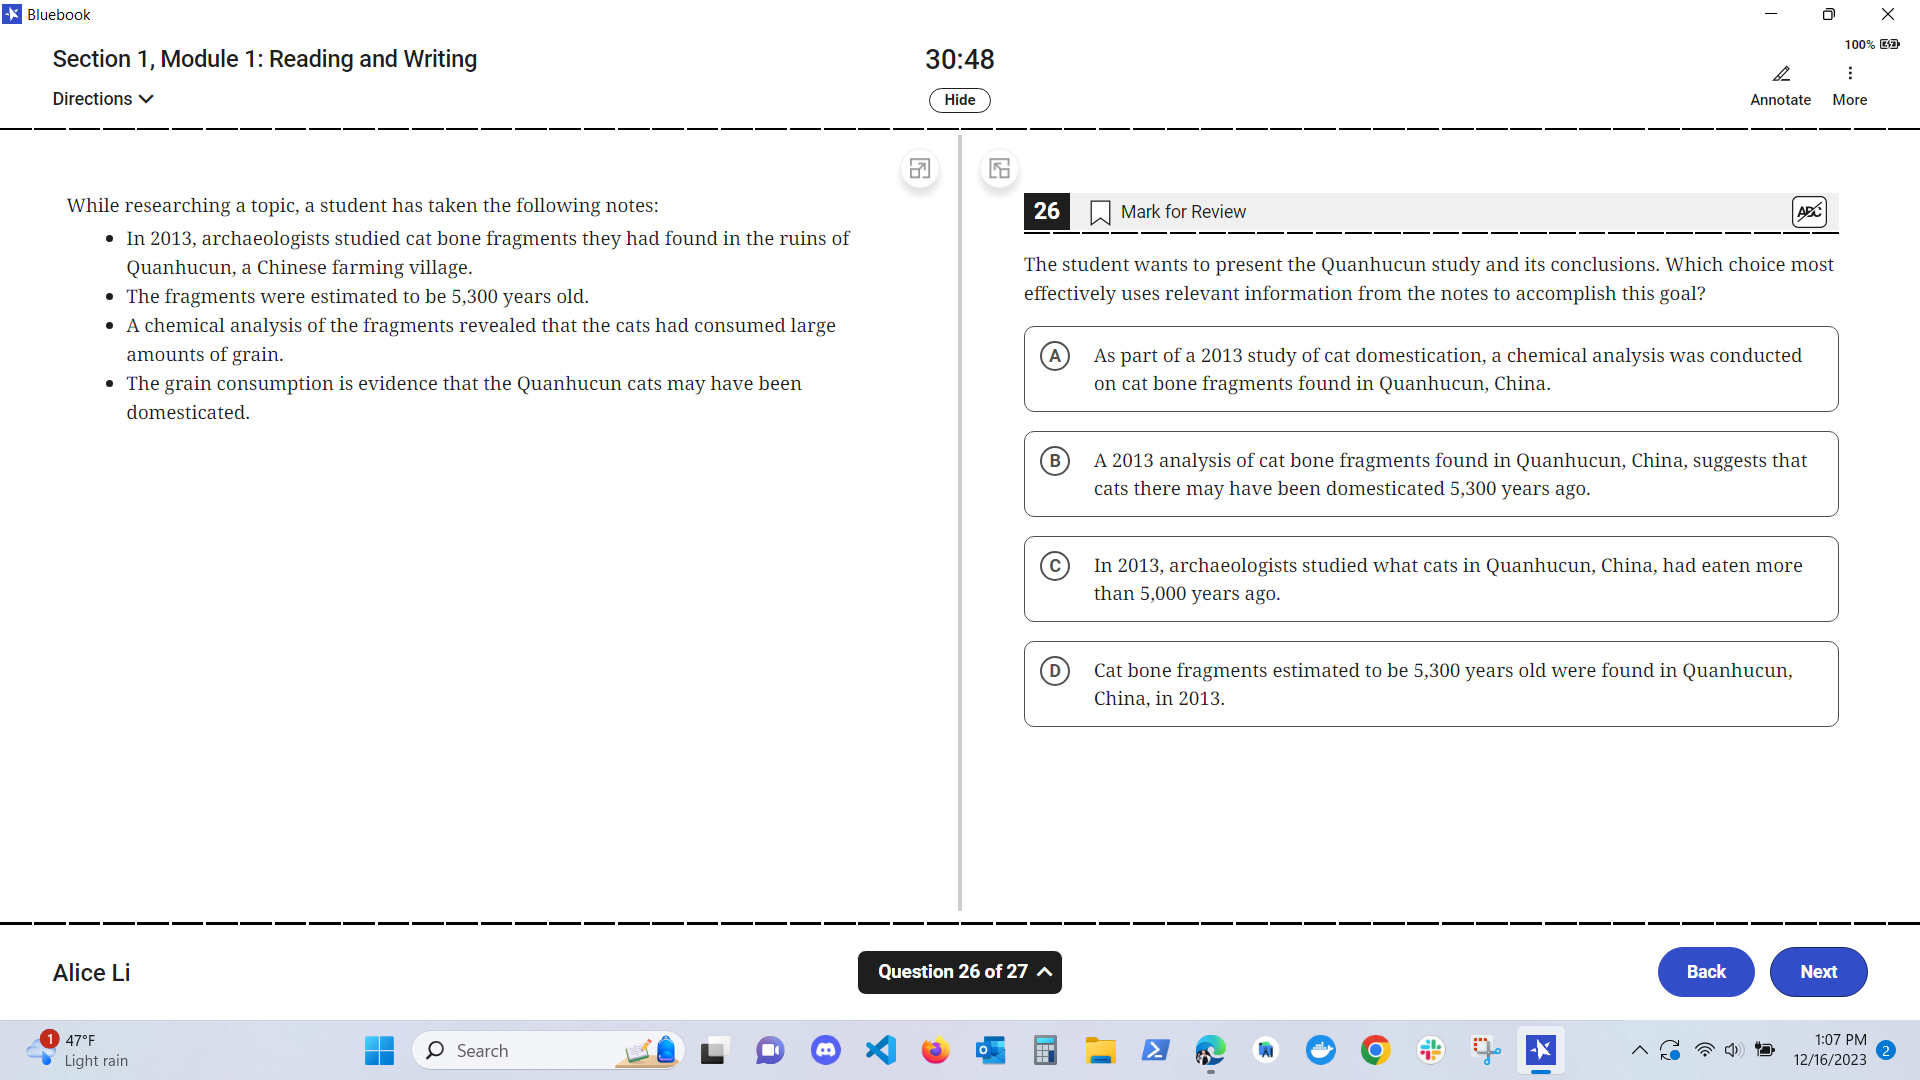 Bluebook
Section 1, Module 1: Reading and Writing
30:48
100%
Directions
Hide
Annotate
More
While researching a topic, a student has taken the following notes:
• In 2013, archaeologists studied cat bone fragments they had found in the ruins of
Quanhucun, a Chinese farming village.
• The fragments were estimated to be 5,300 years old.
• A chemical analysis of the fragments revealed that the cats had consumed large
amounts of grain.
• The grain consumption is evidence that the Quanhucun cats may have been
domesticated.
26
Mark for Review
ABC
The student wants to present the Quanhucun study and its conclusions. Which choice most
effectively uses relevant information from the notes to accomplish this goal?
A As part of a 2013 study of cat domestication, a chemical analysis was conducted
on cat bone fragments found in Quanhucun, China.
B A 2013 analysis of cat bone fragments found in Quanhucun, China, suggests that
cats there may have been domesticated 5,300 years ago.
C In 2013, archaeologists studied what cats in Quanhucun, China, had eaten more
than 5,000 years ago.
D Cat bone fragments estimated to be 5,300 years old were found in Quanhucun,
China, in 2013.
Alice Li
Question 26 of 27
Back
Next
1
47°F
Light rain
Search
1:07 PM
12/16/2023
2